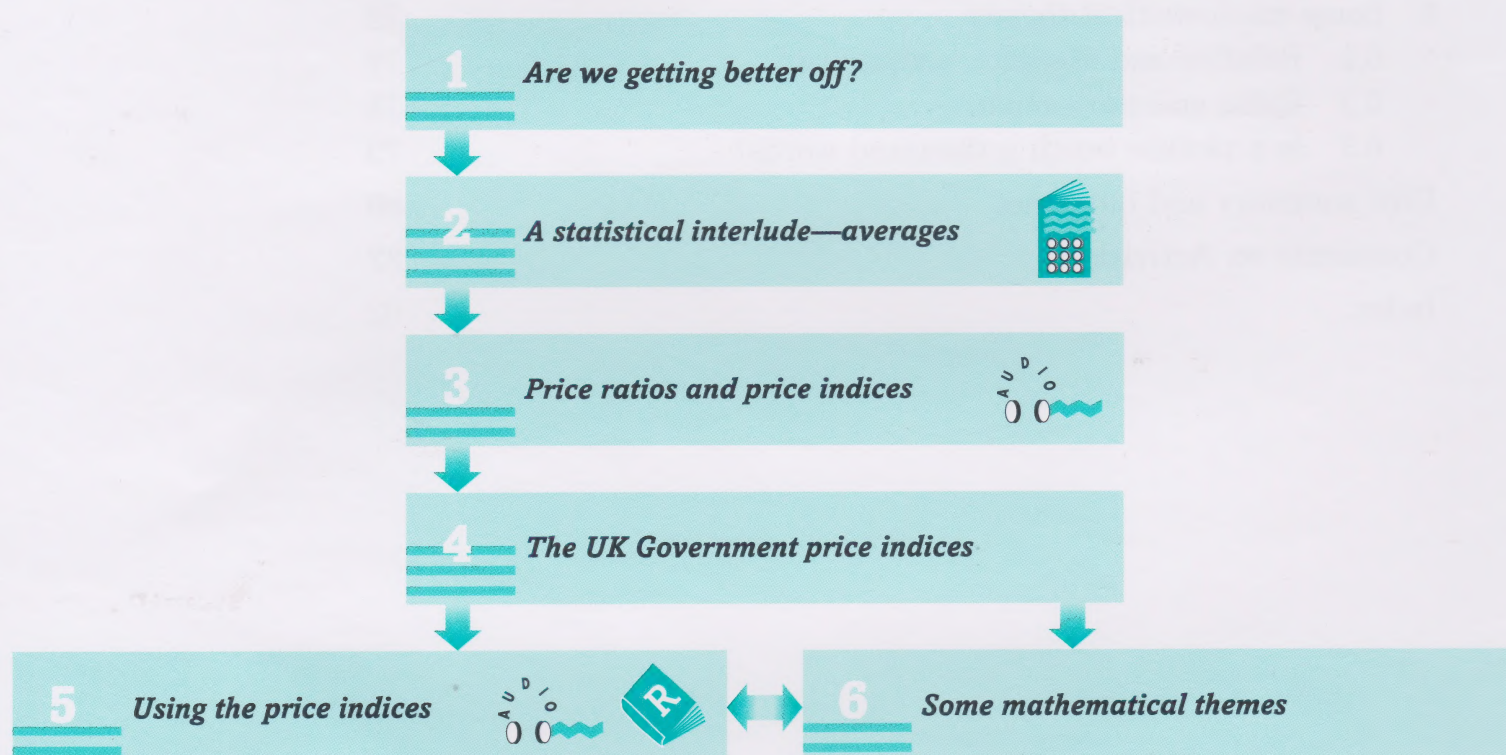 1 Are we getting better off?
2 A statistical interlude—averages
3 Price ratios and price indices
AUDIO
4 The UK Government price indices
5 Using the price indices
AUDIO
R
6 Some mathematical themes